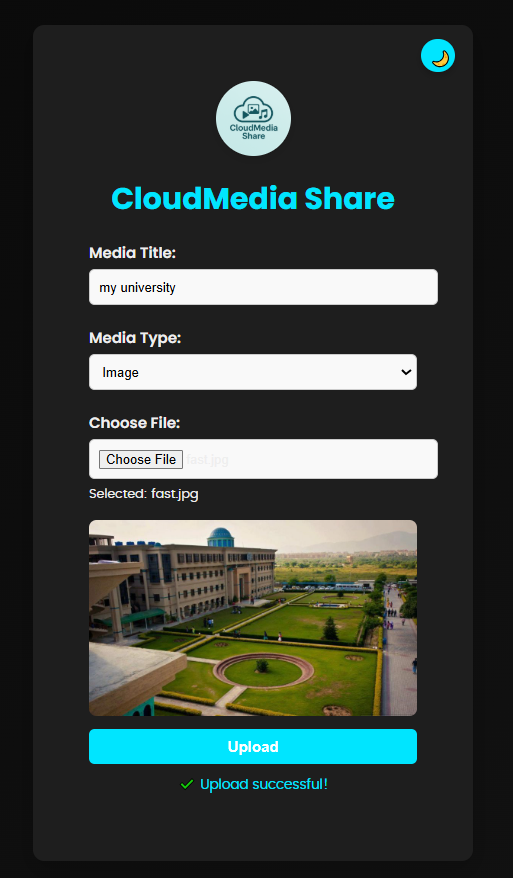 CloudMedia
Share
CloudMedia Share
Media Title:
my university
Media Type:
Image
Choose File:
Choose File fast.jpg
Selected: fast.jpg
Upload
Upload successful!